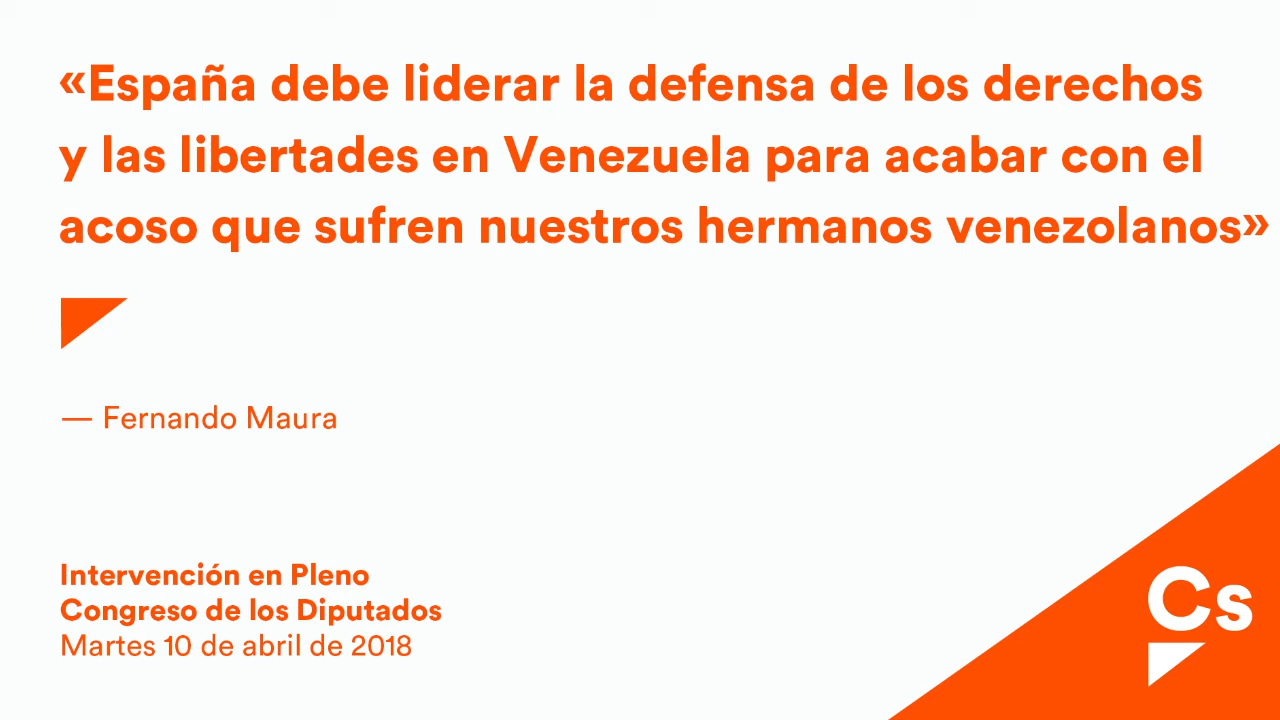 «España debe liderar la defensa de los derechos
y las libertades en Venezuela para acabar con el
acoso que sufren nuestros hermanos venezolanos»
— Fernando Maura
Intervención en Pleno
Congreso de los Diputados
Martes 10 de abril de 2018
Cs